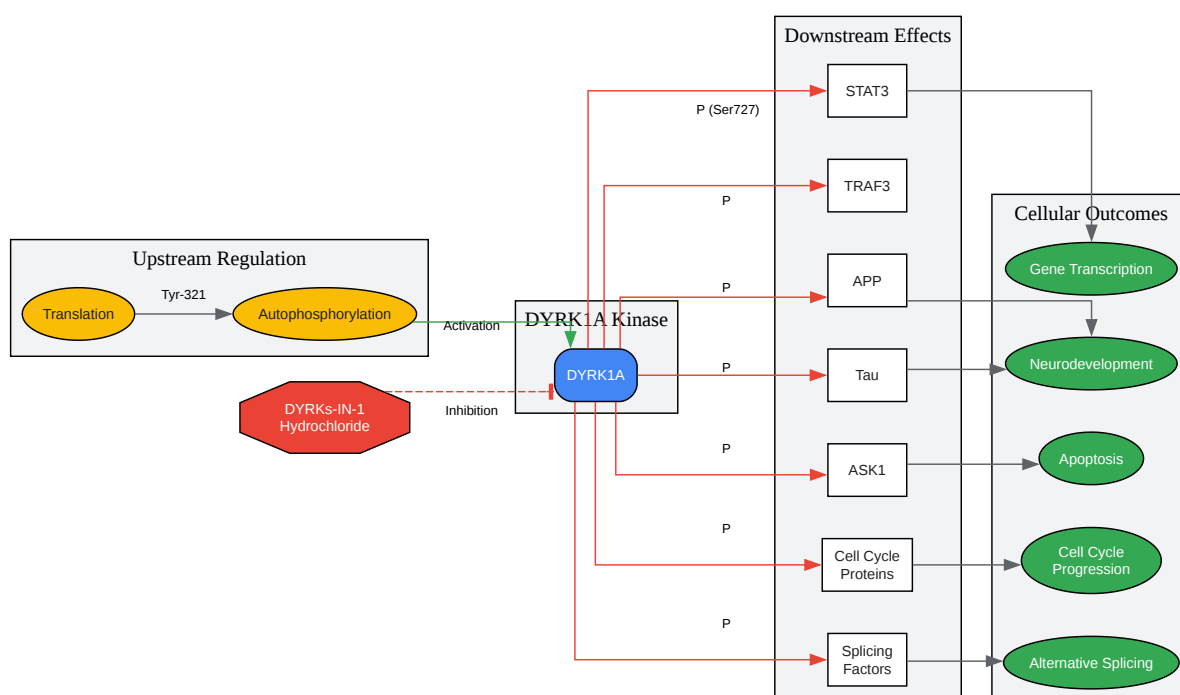 Downstream Effects
STAT3
P (Ser727)
TRAF3
P
Cellular Outcomes
Upstream Regulation
Gene Transcription
APP
P
Tyr-321
Translation
Autophosphorylation
Activation
DYRK1A Kinase
Neurodevelopment
P
DYRK1A
Tau
DYRKs-IN-1
Hydrochloride
Inhibition
P
ASK1
Apoptosis
P
Cell Cycle
Proteins
Cell Cycle
Progression
P
Splicing
Factors
Alternative Splicing